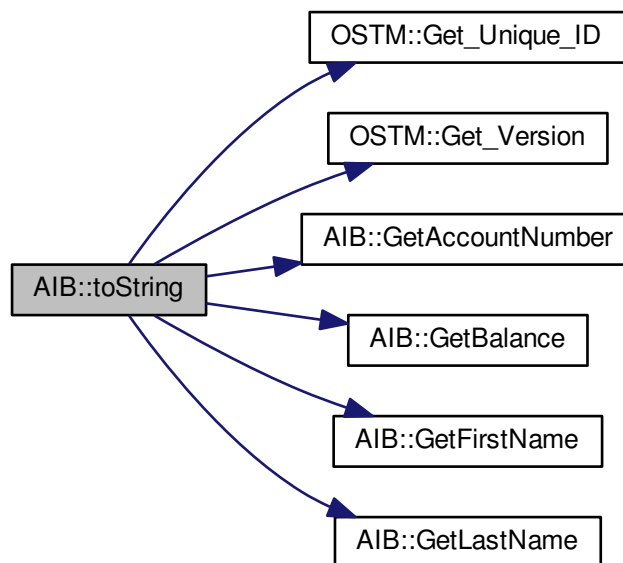 OSTM::Get_Unique_ID
OSTM::Get_Version
AIB::GetAccountNumber
AIB::toString
AIB::GetBalance
AIB::GetFirstName
AIB::GetLastName